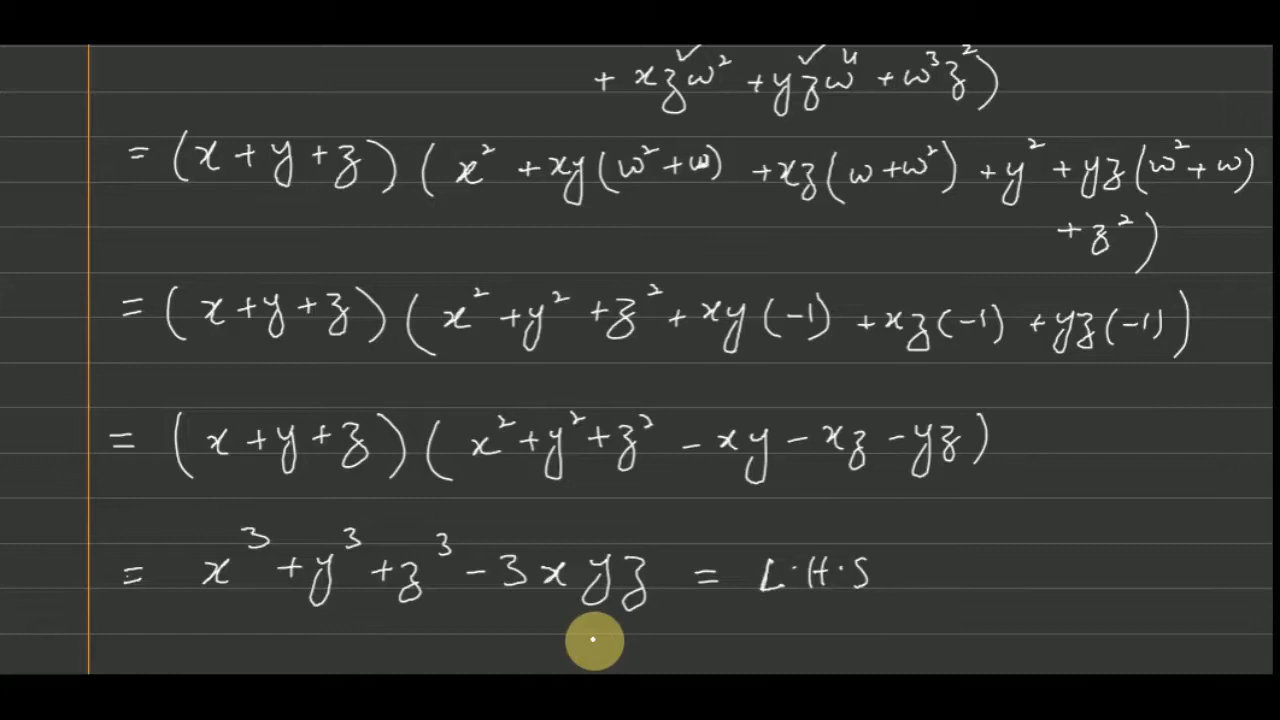 + xzω² + yzω⁴ + ω³z²)
= (x + y + z) (x² + xy(ω² + ω) + xz(ω + ω²) + y² + yz(ω² + ω)
+ z²)
= (x + y + z) (x² + y² + z² + xy(-1) + xz(-1) + yz(-1))
= (x + y + z) (x² + y² + z² - xy - xz - yz)
= x³ + y³ + z³ - 3xyz = L.H.S